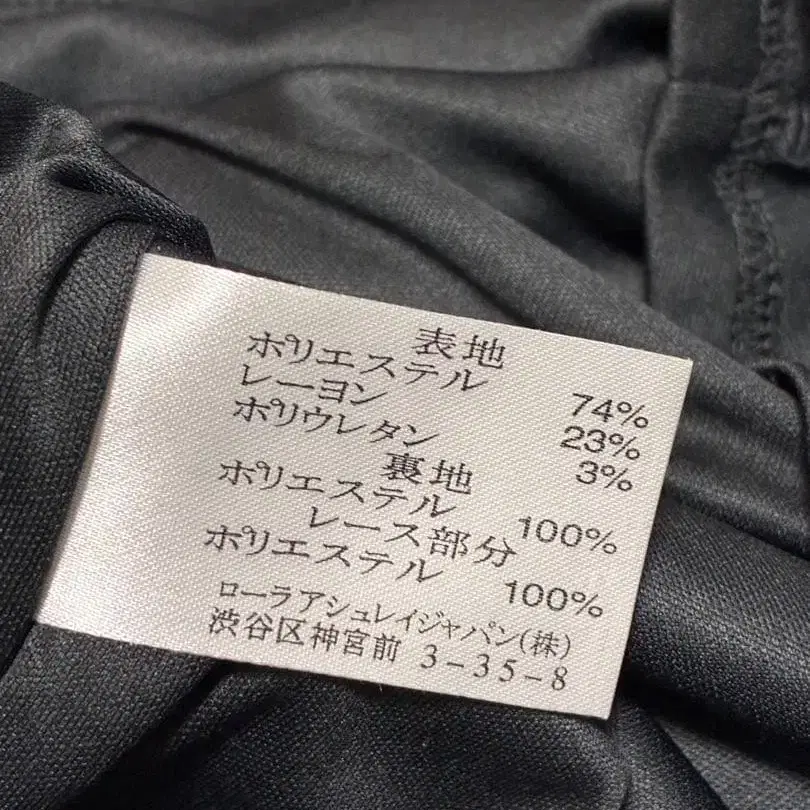 表地
ポリエステル 74%
レーヨン 23%
ポリウレタン 3%
裏地
ポリエステル 100%
レース部分
ポリエステル 100%
ローラアシュレイジャパン(株)
渋谷区神宮前 3-35-8